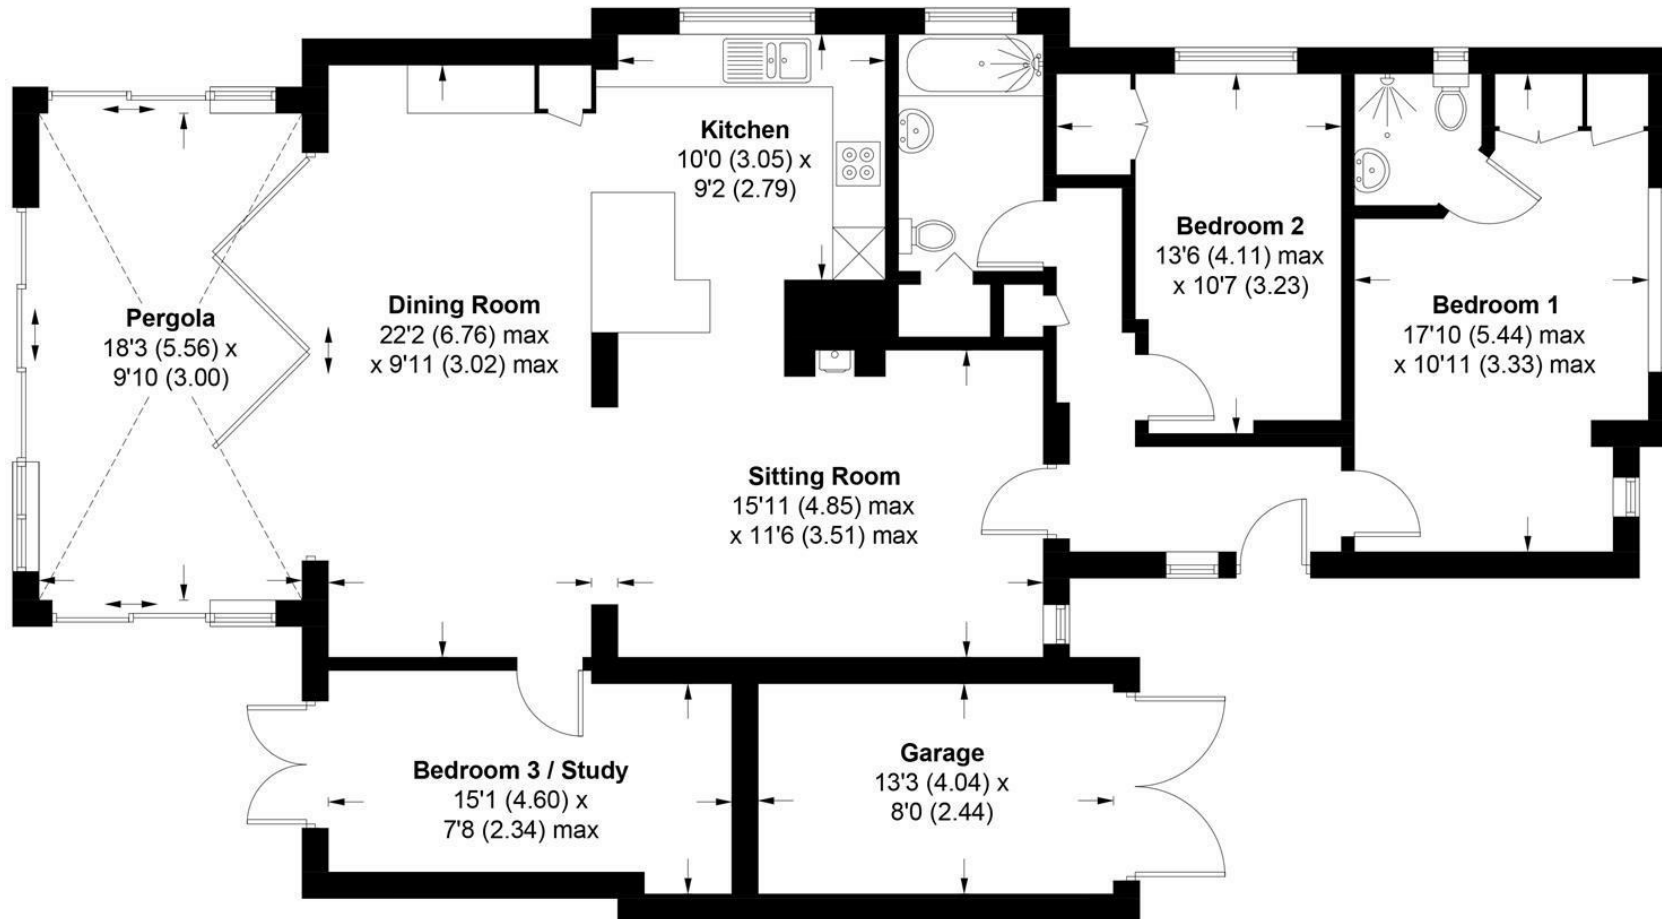 Kitchen
10'0 (3.05) x
9'2 (2.79)
Bedroom 2
13'6 (4.11) max
x 10'7 (3.23)
Pergola
18'3 (5.56) x
9'10 (3.00)
Dining Room
22'2 (6.76) max
x 9'11 (3.02) max
Bedroom 1
17'10 (5.44) max
x 10'11 (3.33) max
Sitting Room
15'11 (4.85) max
x 11'6 (3.51) max
Bedroom 3 / Study
15'1 (4.60) x
7'8 (2.34) max
Garage
13'3 (4.04) x
8'0 (2.44)